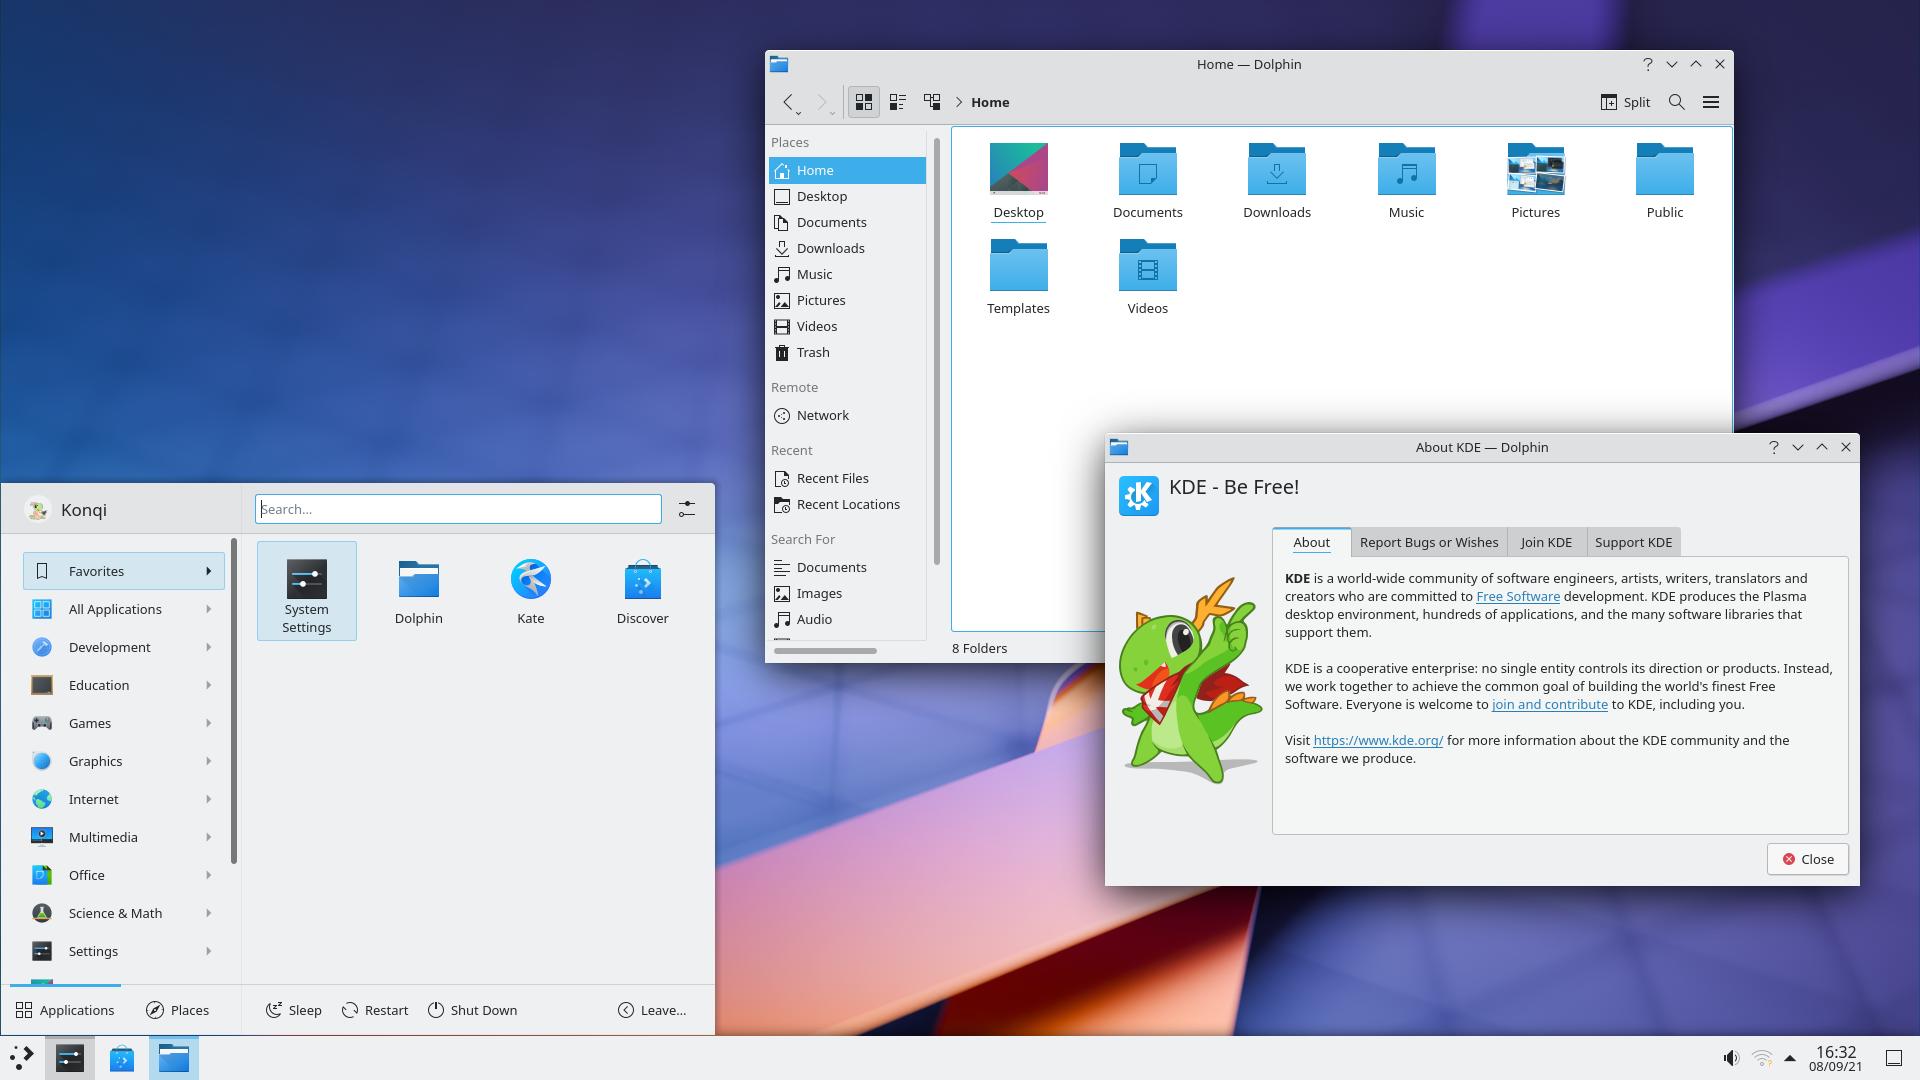 Home — Dolphin
Home
Split
Places
Home
Desktop
Documents
Downloads
Music
Pictures
Videos
Trash
Remote
Network
Recent
Recent Files
Recent Locations
Search For
Documents
Images
Audio
Desktop
Documents
Downloads
Music
Pictures
Public
Templates
Videos
8 Folders
About KDE — Dolphin
KDE - Be Free!
About
Report Bugs or Wishes
Join KDE
Support KDE
KDE is a world-wide community of software engineers, artists, writers, translators and
creators who are committed to Free Software development. KDE produces the Plasma
desktop environment, hundreds of applications, and the many software libraries that
support them.
KDE is a cooperative enterprise: no single entity controls its direction or products. Instead,
we work together to achieve the common goal of building the world's finest Free
Software. Everyone is welcome to join and contribute to KDE, including you.
Visit https://www.kde.org/ for more information about the KDE community and the
software we produce.
Close
Konqi
Search...
Favorites
All Applications
Development
Education
Games
Graphics
Internet
Multimedia
Office
Science & Math
Settings
System
Settings
Dolphin
Kate
Discover
Applications
Places
Sleep
Restart
Shut Down
Leave...
16:32
08/09/21